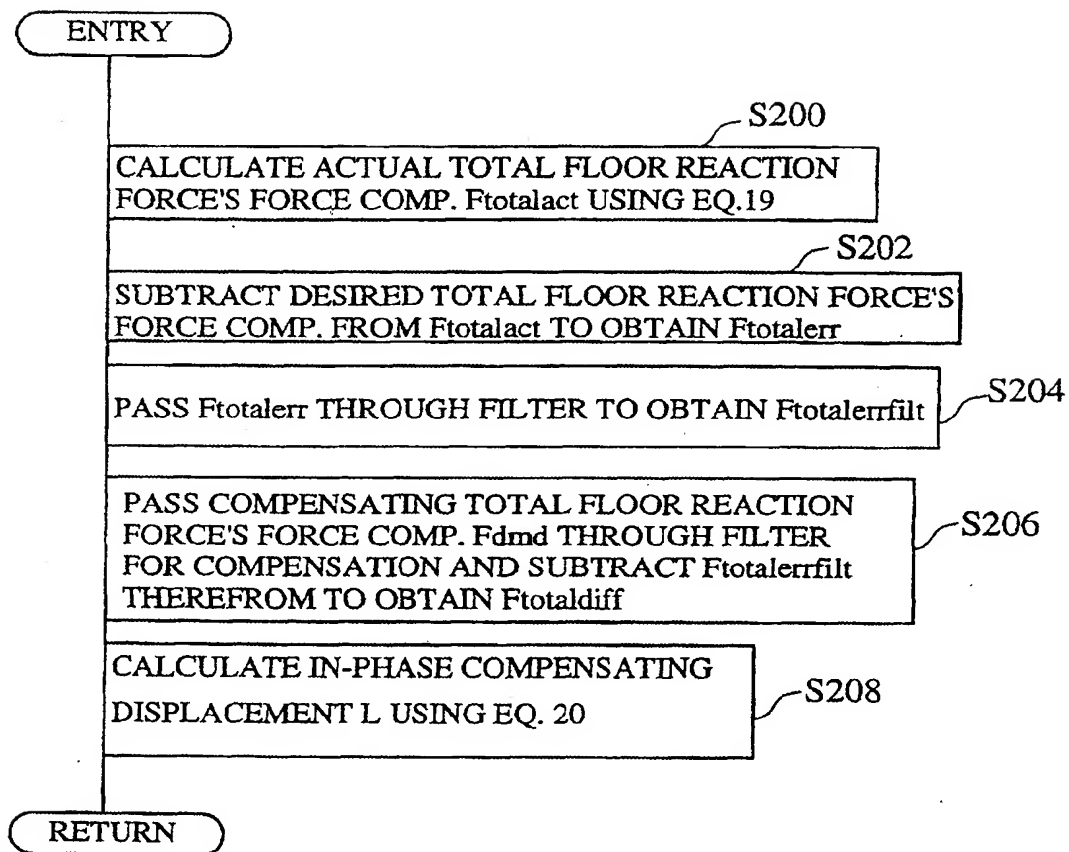 ENTRY
S200
CALCULATE ACTUAL TOTAL FLOOR REACTION
FORCE'S FORCE COMP. Ftotalact USING EQ.19
S202
SUBTRACT DESIRED TOTAL FLOOR REACTION FORCE'S
FORCE COMP. FROM Ftotalact TO OBTAIN Ftotalerr
S204
PASS Ftotalerr THROUGH FILTER TO OBTAIN Ftotalerrfilt
S206
PASS COMPENSATING TOTAL FLOOR REACTION
FORCE'S FORCE COMP. Fdmd THROUGH FILTER
FOR COMPENSATION AND SUBTRACT Ftotalerrfilt
THEREFROM TO OBTAIN Ftotaldiff
S208
CALCULATE IN-PHASE COMPENSATING
DISPLACEMENT L USING EQ. 20
RETURN